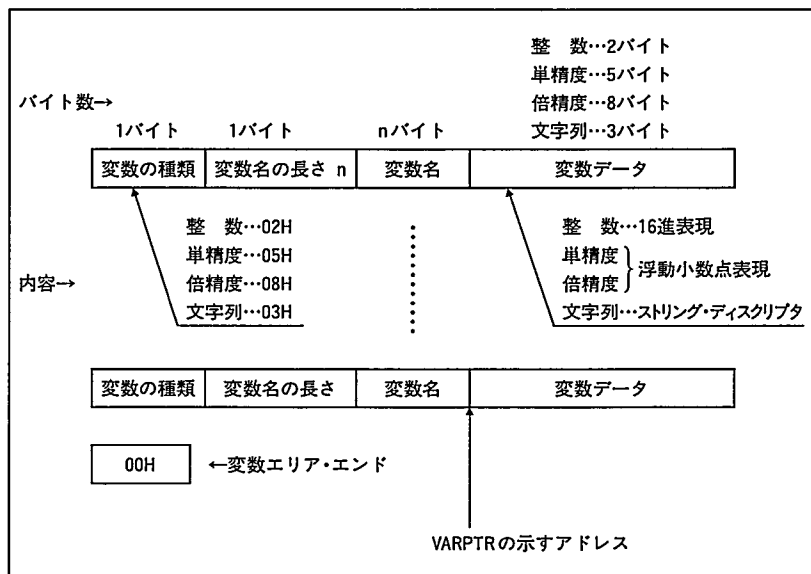 整　数…2バイト
単精度…5バイト
倍精度…8バイト
文字列…3バイト
バイト数→
1バイト 1バイト nバイト
変数の種類 変数名の長さ n 変数名 変数データ
内容→
整　数…02H
単精度…05H
倍精度…08H
文字列…03H
整　数…16進表現
単精度
倍精度
浮動小数点表現
文字列…ストリング・ディスクリプタ
変数の種類 変数名の長さ 変数名 変数データ
00H ←変数エリア・エンド
VARPTRの示すアドレス